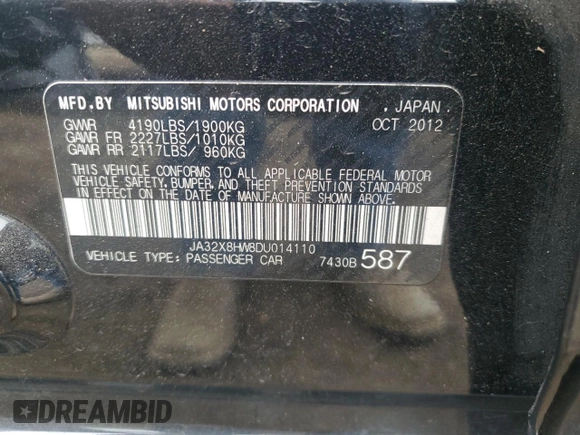 MFD.BY MITSUBISHI MOTORS CORPORATION , JAPAN .
GVWR 4190LBS/1900KG OCT 2012
GAWR FR 2227LBS/1010KG
GAWR RR 2117LBS/ 960KG
THIS VEHICLE CONFORMS TO ALL APPLICABLE FEDERAL MOTOR
VEHICLE SAFETY, BUMPER, AND THEFT PREVENTION STANDARDS
IN EFFECT ON THE DATE OF MANUFACTURE SHOWN ABOVE.
JA32X8HW8DU014110
VEHICLE TYPE: PASSENGER CAR 7430B 587
DREAMBID